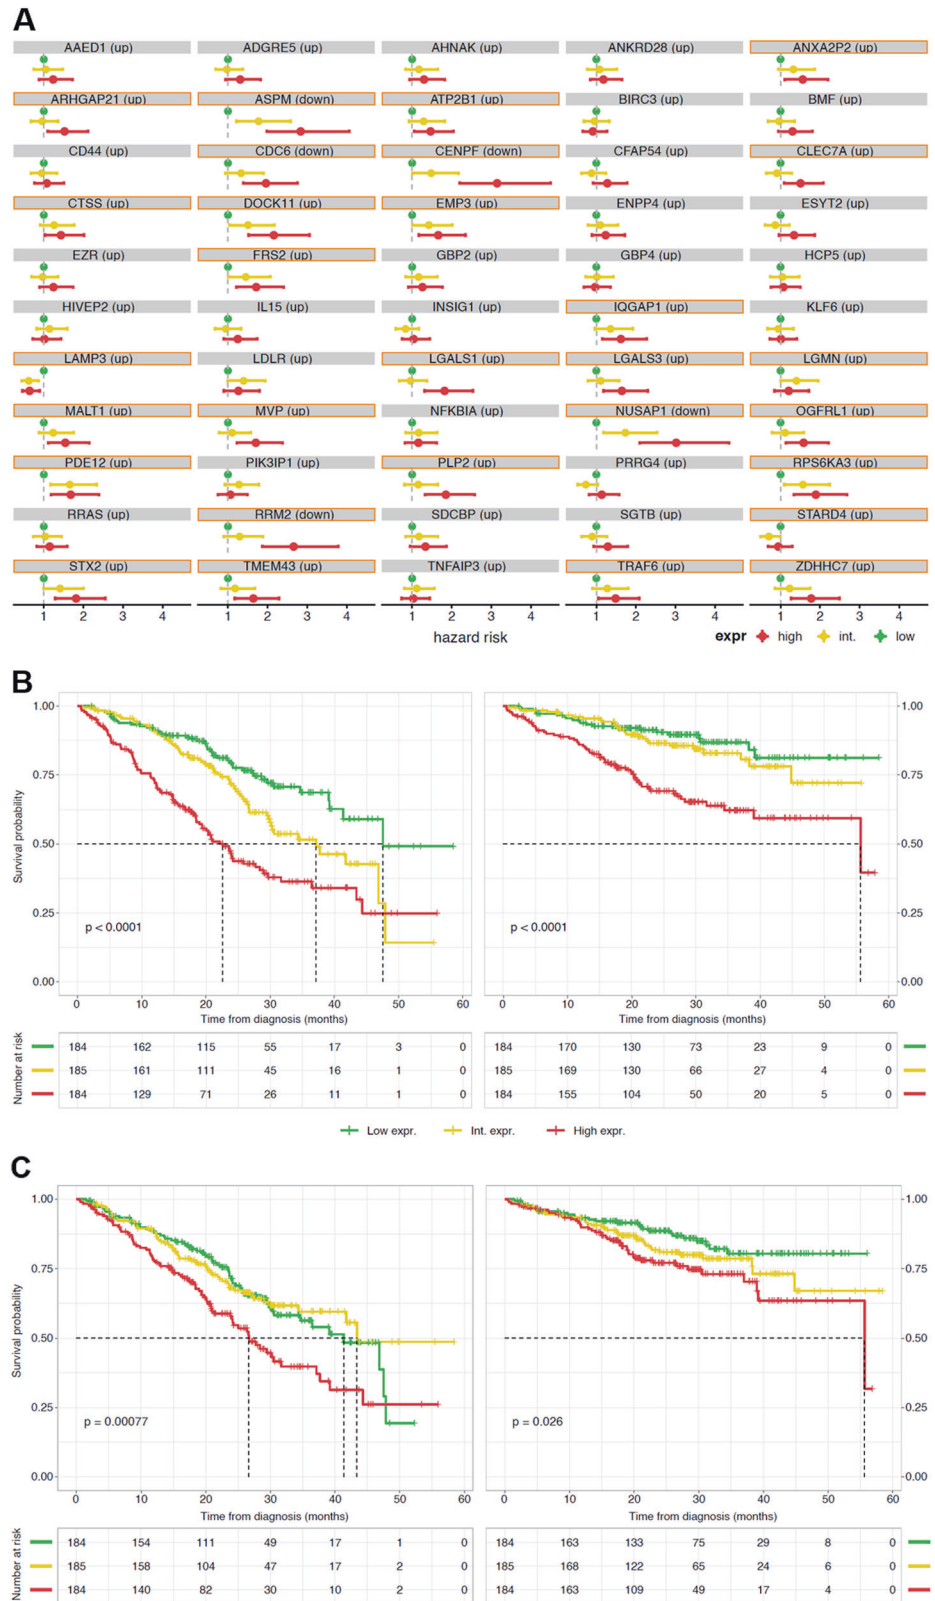 A
AAED1 (up) ADGRE5 (up) AHNAK (up) ANKRD28 (up) ANXA2P2 (up)
ARHGAP21 (up) ASPM (down) ATP2B1 (up) BIRC3 (up) BMF (up)
CD44 (up) CDC6 (down) CENPF (down) CFAP54 (up) CLEC7A (up)
CTSS (up) DOCK11 (up) EMP3 (up) ENPP4 (up) ESYT2 (up)
EZR (up) FRS2 (up) GBP2 (up) GBP4 (up) HCP5 (up)
HIVEP2 (up) IL15 (up) INSIG1 (up) IQGAP1 (up) KLF6 (up)
LAMP3 (up) LDLR (up) LGALS1 (up) LGALS3 (up) LGMN (up)
MALT1 (up) MVP (up) NFKBIA (up) NUSAP1 (down) OGFRL1 (up)
PDE12 (up) PIK3IP1 (up) PLP2 (up) PRRG4 (up) RPS6KA3 (up)
RRAS (up) RRM2 (down) SDCBP (up) SGTB (up) STARD4 (up)
STX2 (up) TMEM43 (up) TNFAIP3 (up) TRAF6 (up) ZDHHC7 (up)
1 2 3 4 1 2 3 4 1 2 3 4 1 2 3 4 1 2 3 4
hazard risk
expr high int. low
B
1.00 1.00
0.75 0.75
0.50 0.50
0.25 0.25
0.00 0.00
Survival probability
p < 0.0001 p < 0.0001
0 10 20 30 40 50 60 0 10 20 30 40 50 60
Time from diagnosis (months) Time from diagnosis (months)
Number at risk
184 162 115 55 17 3 0 184 170 130 73 23 9 0
185 161 111 45 16 1 0 185 169 130 66 27 4 0
184 129 71 26 11 1 0 184 155 104 50 20 5 0
Low expr. Int. expr. High expr.
C
1.00 1.00
0.75 0.75
0.50 0.50
0.25 0.25
0.00 0.00
Survival probability
p = 0.00077 p = 0.026
0 10 20 30 40 50 60 0 10 20 30 40 50 60
Time from diagnosis (months) Time from diagnosis (months)
Number at risk
184 154 111 49 17 1 0 184 163 133 75 29 8 0
185 158 104 47 17 2 0 185 168 122 65 24 6 0
184 140 82 30 10 2 0 184 163 109 49 17 4 0